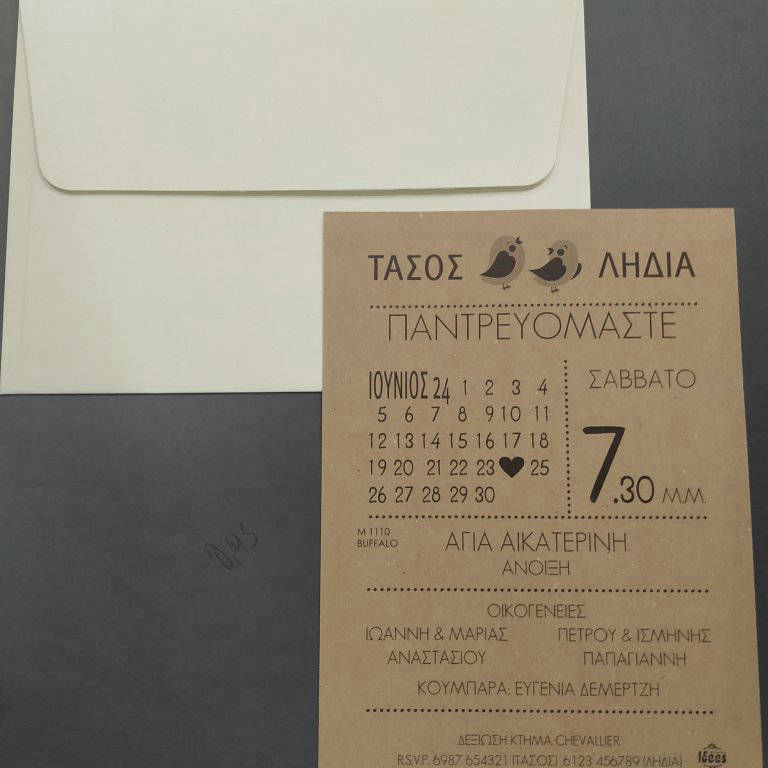 ΤΑΣΟΣ ΛΗΔΙΑ
ΠΑΝΤΡΕΥΟΜΑΣΤΕ
ΙΟΥΝΙΟΣ 24 1 2 3 4
5 6 7 8 9 10 11
12 13 14 15 16 17 18
19 20 21 22 23 25
26 27 28 29 30
ΣΑΒΒΑΤΟ
7.30 Μ.Μ.
M 1110
BUFFALO
ΑΓΙΑ ΑΙΚΑΤΕΡΙΝΗ
ΑΝΟΙΞΗ
ΟΙΚΟΓΕΝΕΙΕΣ
ΙΩΑΝΝΗ & ΜΑΡΙΑΣ ΠΕΤΡΟΥ & ΙΣΜΗΝΗΣ
ΑΝΑΣΤΑΣΙΟΥ ΠΑΠΑΓΙΑΝΝΗ
ΚΟΥΜΠΑΡΑ: ΕΥΓΕΝΙΑ ΔΕΜΕΡΤΖΗ
ΔΕΞΙΩΣΗ ΚΤΗΜΑ CHEVALLIER
R.S.V.P. 6987 654321 (ΤΑΣΟΣ) 6123 456789 (ΛΗΔΙΑ)
idées
0,95